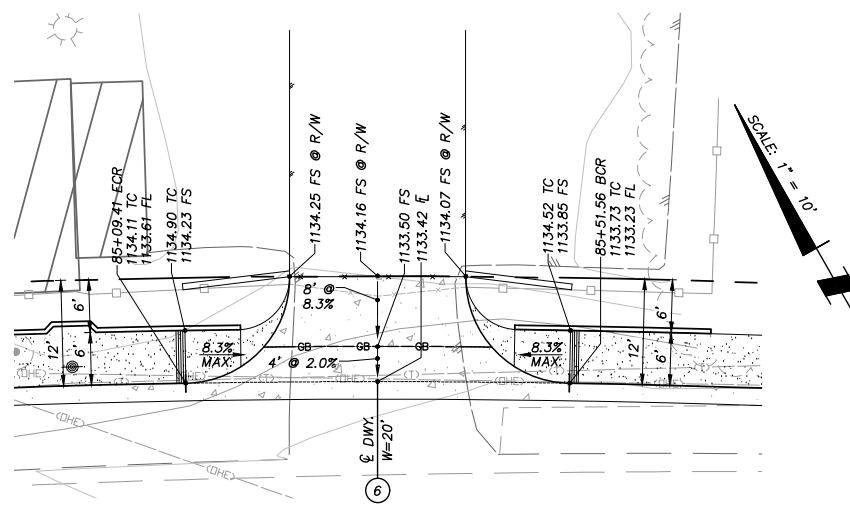 85+09.41 ECR
1134.11 TC
1133.61 FL
1134.90 TC
1134.23 FS
1134.25 FS @ R/W
1134.16 FS @ R/W
1133.50 FS
1133.42 ℄
1134.07 FS @ R/W
1134.52 TC
1133.85 FS
85+51.56 BCR
1133.73 TC
1133.23 FL
SCALE: 1" = 10'
6'
12'
6'
8' @
8.3%
8.3%
MAX.
GB
GB
GB
4' @ 2.0%
8.3%
MAX.
12'
6'
6'
(OHE)
(T)
(OHE)
(T)
(OHE)
(T)
(T)
(OHE)
(OHE)
(OHE)
℄ DWY.
W=20'
6